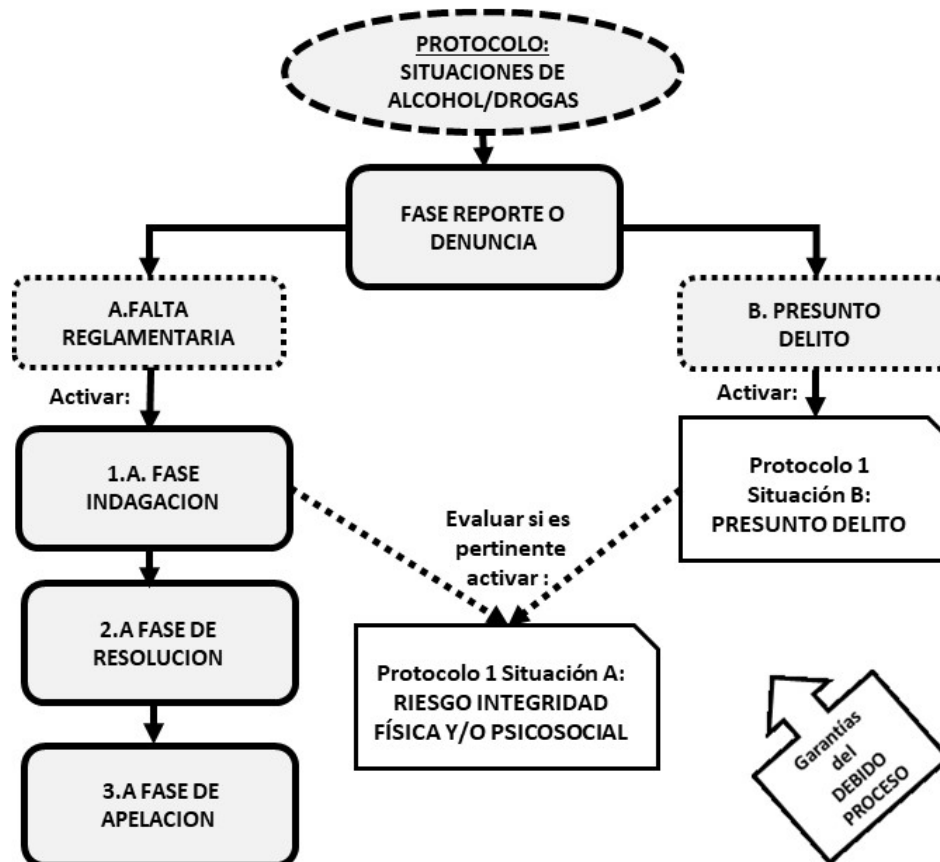 PROTOCOLO:
SITUACIONES DE
ALCOHOL/DROGAS
FASE REPORTE O
DENUNCIA
A.FALTA
REGLAMENTARIA
B. PRESUNTO
DELITO
Activar:
Activar:
1.A. FASE
INDAGACION
Protocolo 1
Situación B:
PRESUNTO DELITO
Evaluar si es
pertinente
activar :
2.A FASE DE
RESOLUCION
Protocolo 1 Situación A:
RIESGO INTEGRIDAD
FÍSICA Y/O PSICOSOCIAL
3.A FASE DE
APELACION
Garantías
del
DEBIDO
PROCESO